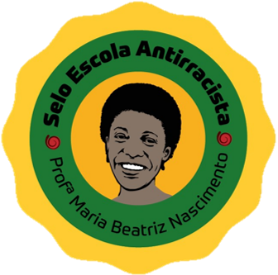 Selo Escola Antirracista
Profa Maria Beatriz Nascimento